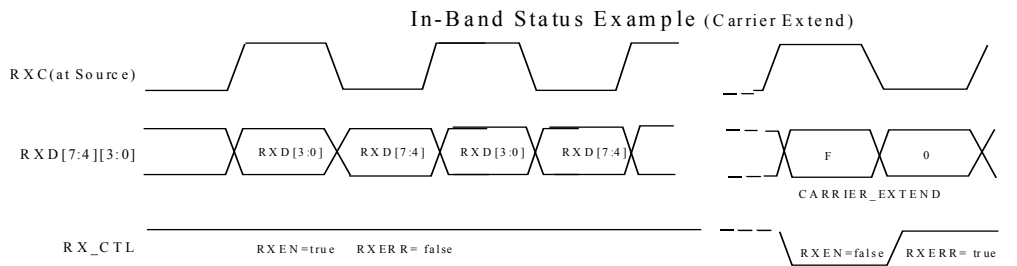 In-Band Status Example (Carrier Extend)
RXC(at Source)
RXD[7:4][3:0]
RXD[3:0] RXD[7:4] RXD[3:0] RXD[7:4] F 0
CARRIER_EXTEND
RX_CTL
RXEN=true RXERR= false RXEN=false RXERR= true